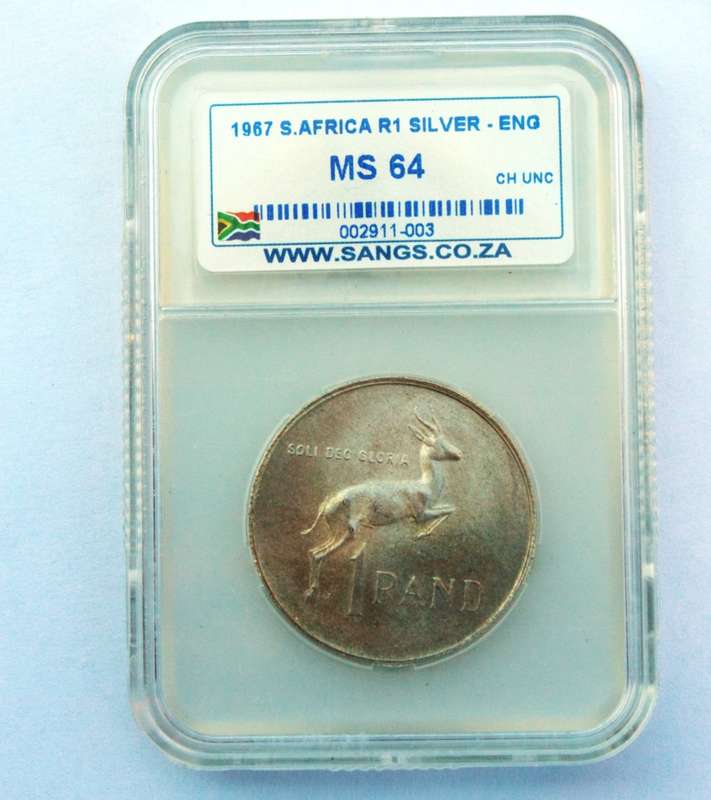 1967 S.AFRICA R1 SILVER - ENG
MS 64
CH UNC
002911-003
WWW.SANGS.CO.ZA
SOLI DEO GLORIA
1 RAND